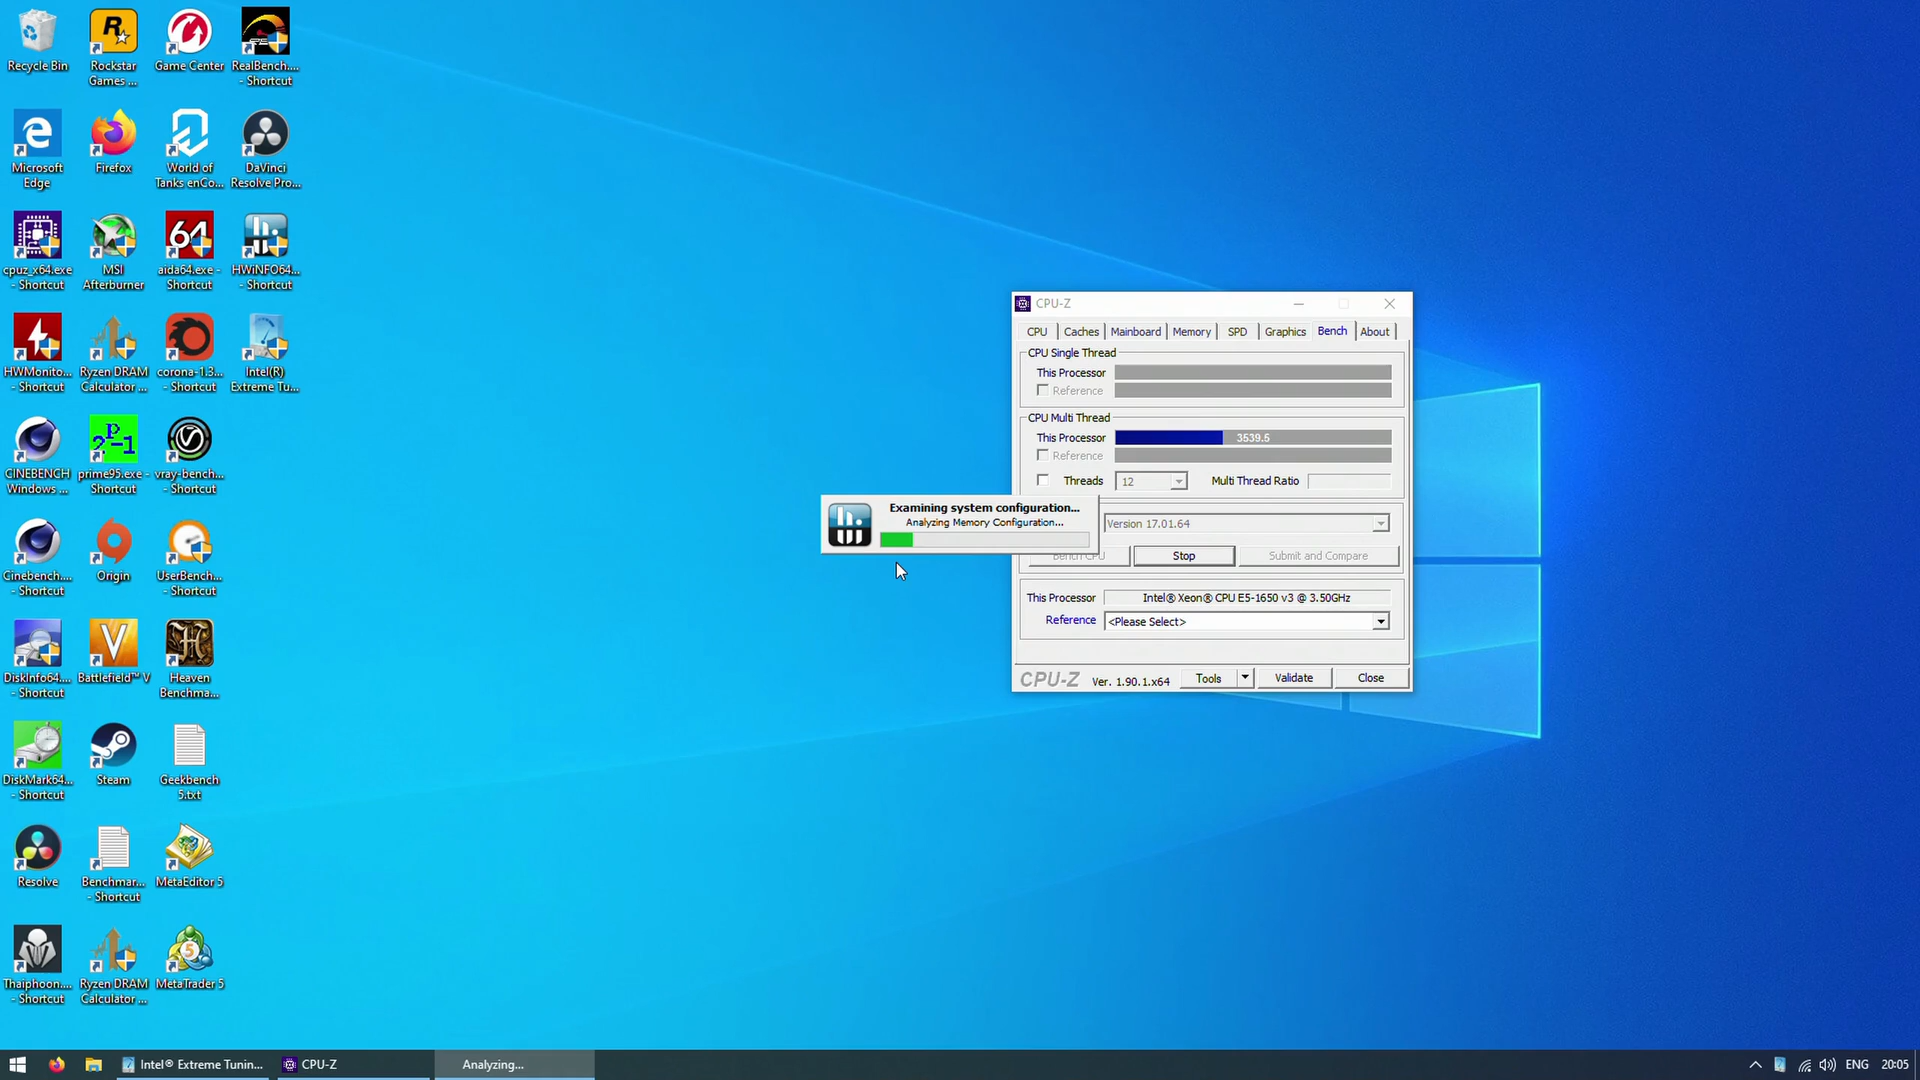 Recycle Bin
Rockstar
Games ...
Game Center
RealBench....
- Shortcut
Microsoft
Edge
Firefox
World of
Tanks enCo...
DaVinci
Resolve Pro...
cpuz_x64.exe
- Shortcut
MSI
Afterburner
64
aida64.exe -
Shortcut
HWiNFO64...
- Shortcut
HWMonito...
- Shortcut
Ryzen DRAM
Calculator ...
corona-1.3...
- Shortcut
Intel(R)
Extreme Tu...
CINEBENCH
Windows ...
prime95.exe -
Shortcut
vray-bench...
- Shortcut
Cinebench....
- Shortcut
Origin
UserBench...
- Shortcut
DiskInfo64...
- Shortcut
Battlefield™ V
Heaven
Benchma...
DiskMark64...
- Shortcut
Steam
Geekbench
5.txt
Resolve
Benchmar...
- Shortcut
MetaEditor 5
Thaiphoon....
- Shortcut
Ryzen DRAM
Calculator ...
MetaTrader 5
Examining system configuration...
Analyzing Memory Configuration...
CPU-Z
CPU Caches Mainboard Memory SPD Graphics Bench About
CPU Single Thread
This Processor
Reference
CPU Multi Thread
This Processor 3539.5
Reference
Threads 12 Multi Thread Ratio
Version 17.01.64
Bench CPU Stop Submit and Compare
This Processor Intel® Xeon® CPU E5-1650 v3 @ 3.50GHz
Reference <Please Select>
CPU-Z Ver. 1.90.1.x64 Tools Validate Close
Intel® Extreme Tunin... CPU-Z Analyzing... ENG 20:05